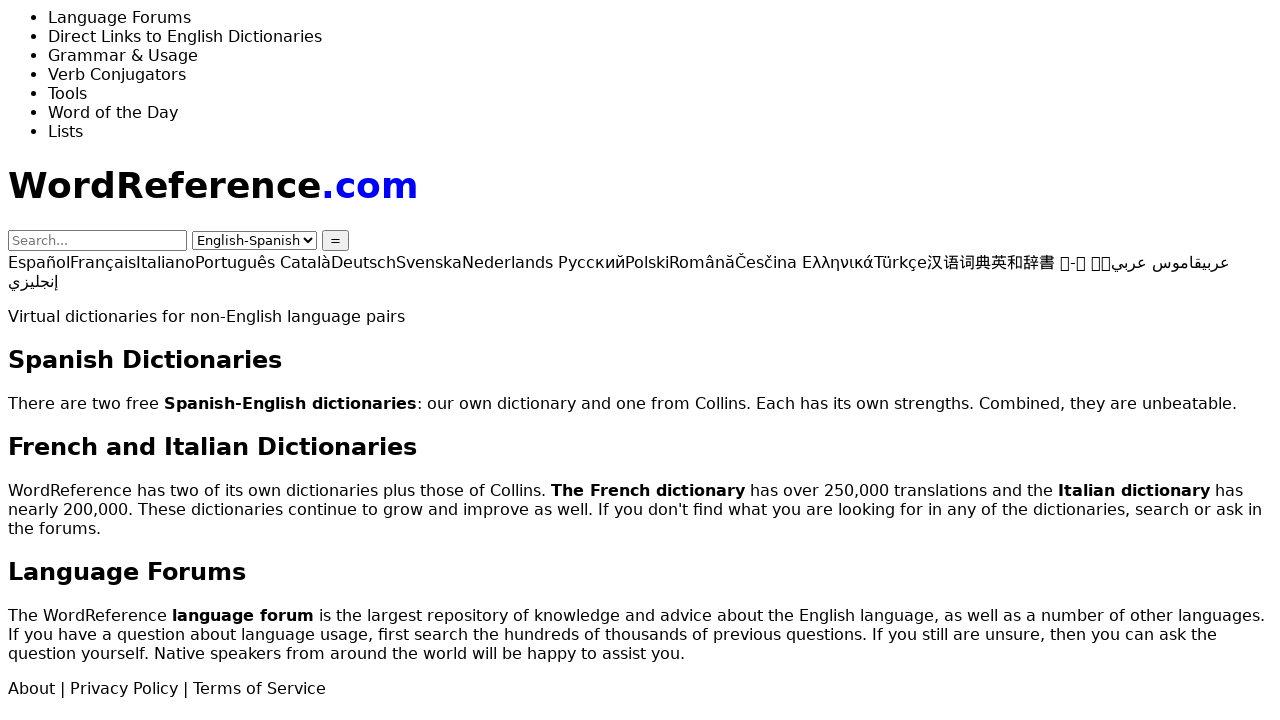 Language Forums
Direct Links to English Dictionaries
Grammar & Usage
Verb Conjugators
Tools
Word of the Day
Lists
WordReference.com
Search...
English-Spanish
=
EspañolFrançaisItalianoPortuguês CatalàDeutschSvenskaNederlands РусскийPolskiRomânăČesčina ΕλληνικάTürkçe汉语词典英和辞書 - عربيقاموس عربي
إنجليزي
Virtual dictionaries for non-English language pairs
Spanish Dictionaries
There are two free Spanish-English dictionaries: our own dictionary and one from Collins. Each has its own strengths. Combined, they are unbeatable.
French and Italian Dictionaries
WordReference has two of its own dictionaries plus those of Collins. The French dictionary has over 250,000 translations and the Italian dictionary has
nearly 200,000. These dictionaries continue to grow and improve as well. If you don't find what you are looking for in any of the dictionaries, search or ask in
the forums.
Language Forums
The WordReference language forum is the largest repository of knowledge and advice about the English language, as well as a number of other languages.
If you have a question about language usage, first search the hundreds of thousands of previous questions. If you still are unsure, then you can ask the
question yourself. Native speakers from around the world will be happy to assist you.
About | Privacy Policy | Terms of Service